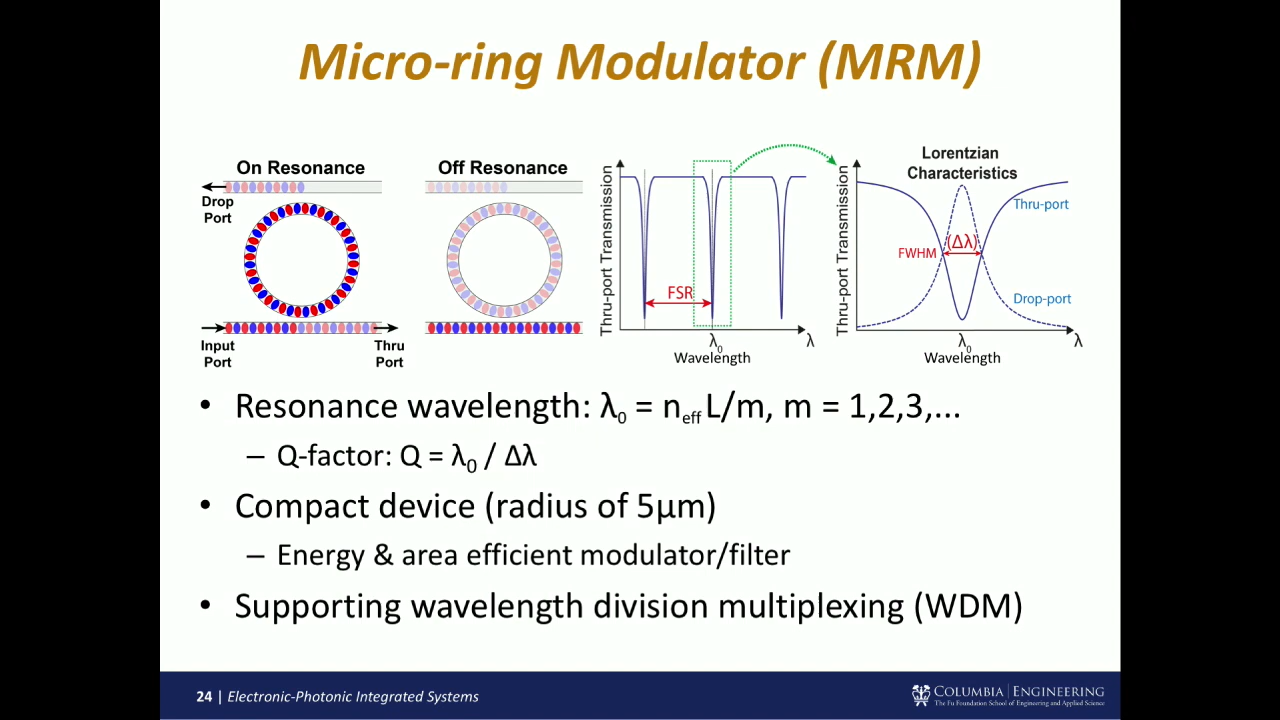 Micro-ring Modulator (MRM)
On Resonance
Drop
Port
Input
Port
Thru
Port
Off Resonance
Thru-port Transmission
FSR
λ₀
λ
Wavelength
Lorentzian
Characteristics
Thru-port Transmission
Thru-port
FWHM
(Δλ)
Drop-port
λ₀
λ
Wavelength
• Resonance wavelength: λ₀ = n_eff L/m, m = 1,2,3,...
– Q-factor: Q = λ₀ / Δλ
• Compact device (radius of 5μm)
– Energy & area efficient modulator/filter
• Supporting wavelength division multiplexing (WDM)
24 | Electronic-Photonic Integrated Systems
COLUMBIA | ENGINEERING
The Fu Foundation School of Engineering and Applied Science